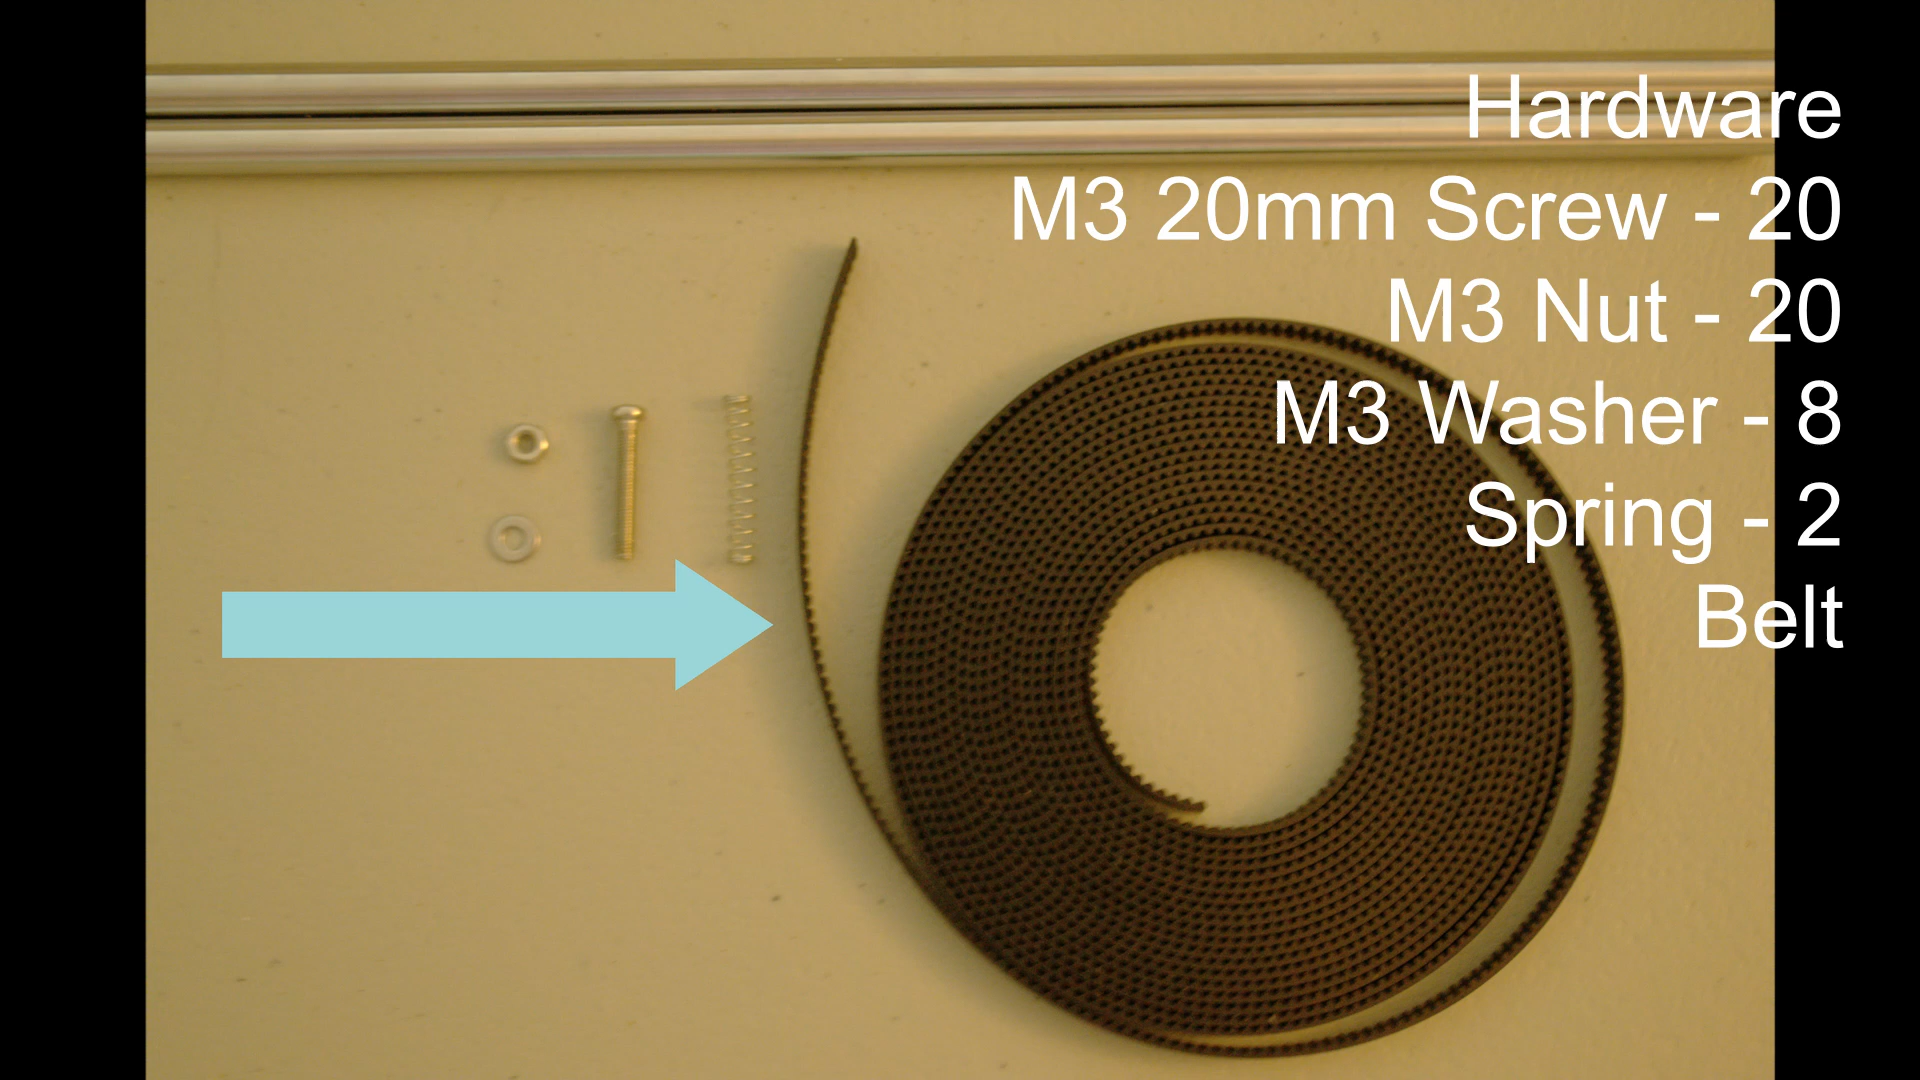 Hardware
M3 20mm Screw - 20
M3 Nut - 20
M3 Washer - 8
Spring - 2
Belt